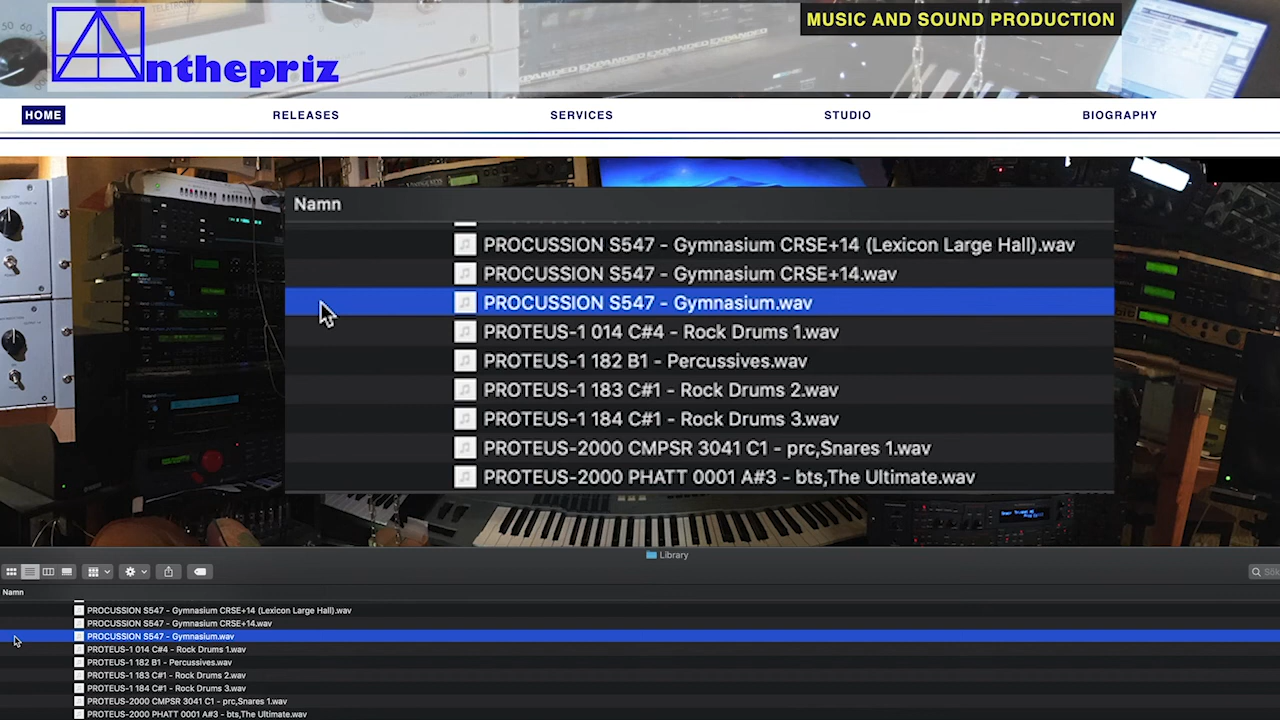 Anthepriz
MUSIC AND SOUND PRODUCTION
HOME RELEASES SERVICES STUDIO BIOGRAPHY
Namn
PROCUSSION S547 - Gymnasium CRSE+14 (Lexicon Large Hall).wav
PROCUSSION S547 - Gymnasium CRSE+14.wav
PROCUSSION S547 - Gymnasium.wav
PROTEUS-1 014 C#4 - Rock Drums 1.wav
PROTEUS-1 182 B1 - Percussives.wav
PROTEUS-1 183 C#1 - Rock Drums 2.wav
PROTEUS-1 184 C#1 - Rock Drums 3.wav
PROTEUS-2000 CMPSR 3041 C1 - prc,Snares 1.wav
PROTEUS-2000 PHATT 0001 A#3 - bts,The Ultimate.wav
Library
Namn
PROCUSSION S547 - Gymnasium CRSE+14 (Lexicon Large Hall).wav
PROCUSSION S547 - Gymnasium CRSE+14.wav
PROCUSSION S547 - Gymnasium.wav
PROTEUS-1 014 C#4 - Rock Drums 1.wav
PROTEUS-1 182 B1 - Percussives.wav
PROTEUS-1 183 C#1 - Rock Drums 2.wav
PROTEUS-1 184 C#1 - Rock Drums 3.wav
PROTEUS-2000 CMPSR 3041 C1 - prc,Snares 1.wav
PROTEUS-2000 PHATT 0001 A#3 - bts,The Ultimate.wav